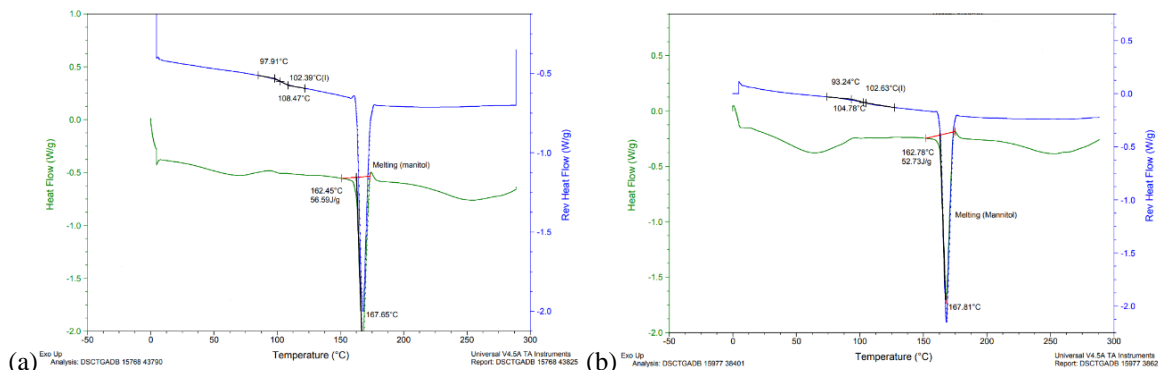 1.0
0.5
0.0
-0.5
-1.0
-1.5
-2.0
Heat Flow (W/g)
97.91°C
102.39°C(I)
108.47°C
Melting (manitol)
162.45°C
56.59J/g
167.65°C
-0.5
-1.0
-1.5
-2.0
Rev Heat Flow (W/g)
-50
0
50
100
150
200
250
300
Temperature (°C)
(a)
Exo Up
Analysis: DSCTGADB 15768 43790
Universal V4.5A TA Instruments
Report: DSCTGADB 15768 43825
0.5
0.0
-0.5
-1.0
-1.5
-2.0
Heat Flow (W/g)
93.24°C
102.63°C(I)
104.78°C
162.78°C
52.73J/g
Melting (Mannitol)
167.81°C
0.5
0.0
-0.5
-1.0
-1.5
-2.0
Rev Heat Flow (W/g)
-50
0
50
100
150
200
250
300
Temperature (°C)
(b)
Exo Up
Analysis: DSCTGADB 15977 38401
Universal V4.5A TA Instruments
Report: DSCTGADB 15977 3862